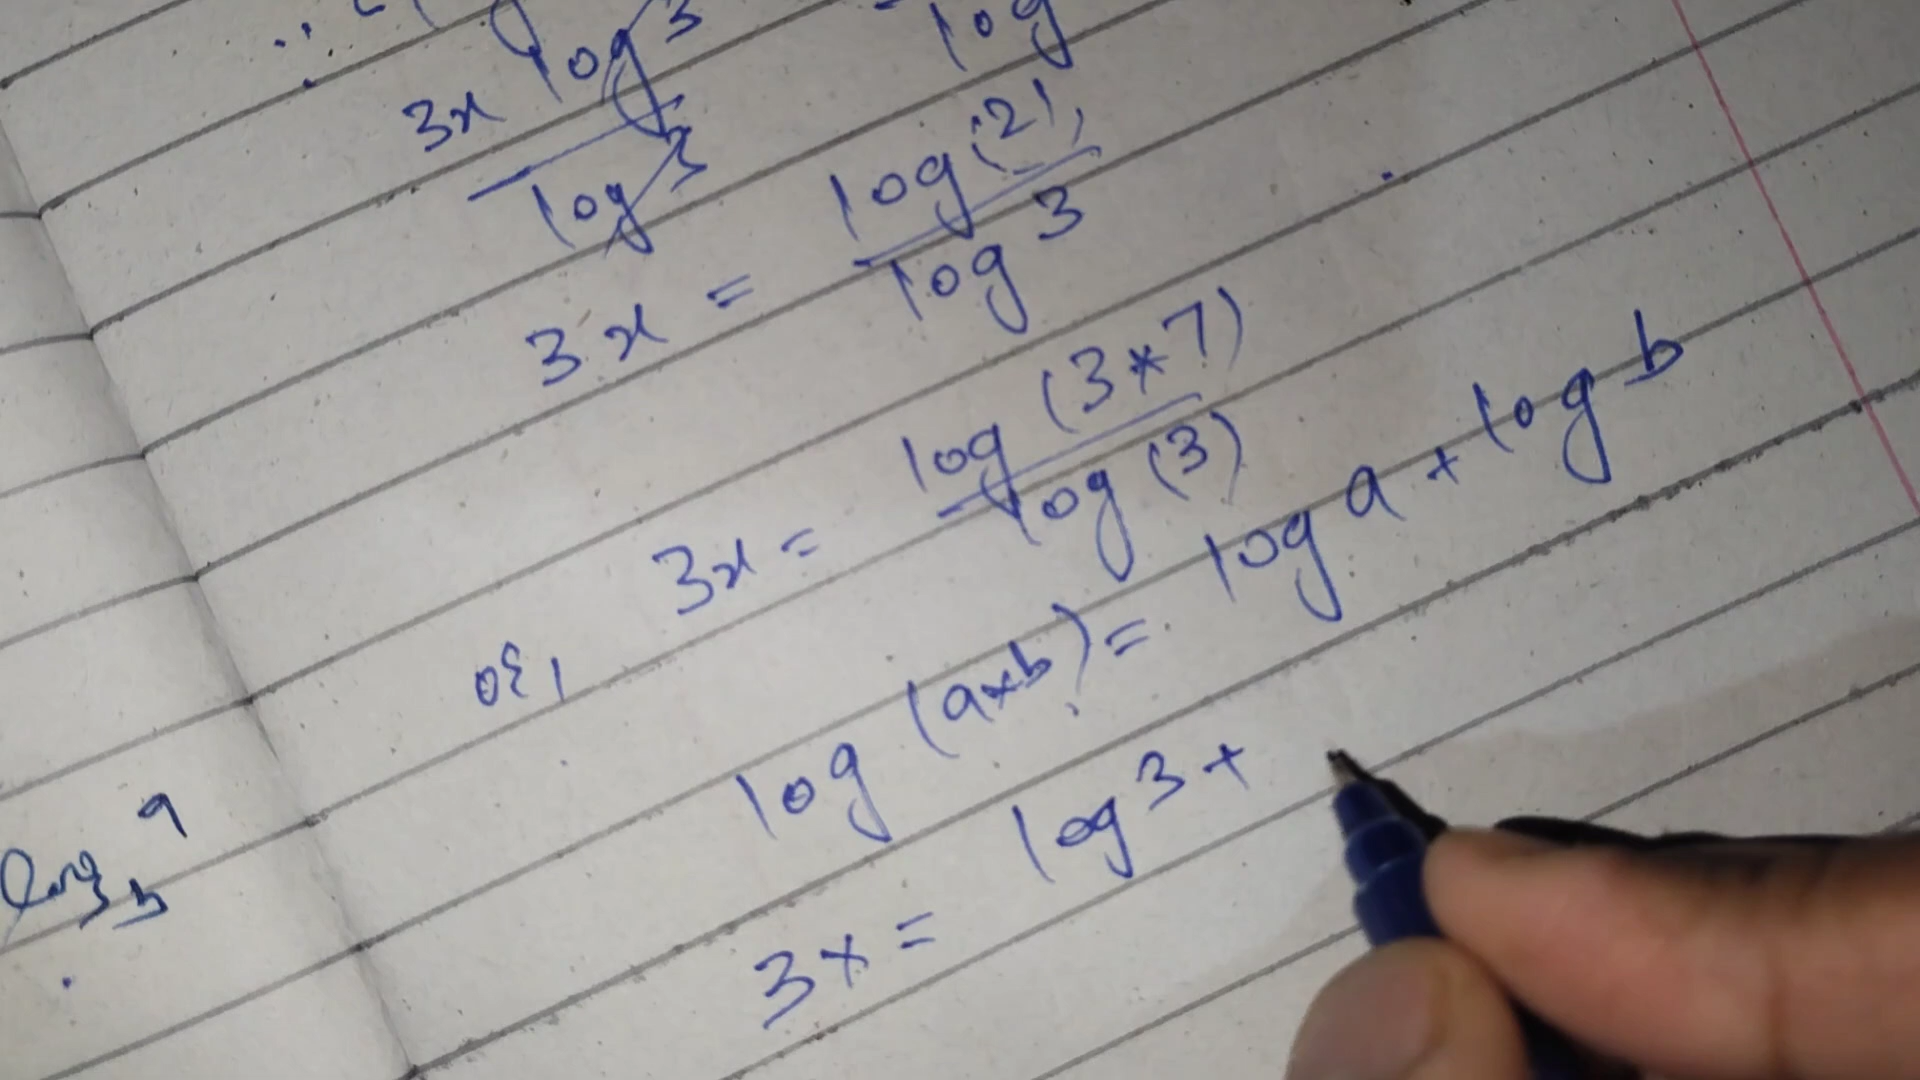 3x log 3
log 3
log
3x = log(21)
log 3
3x = log (3*7)
log (3)
log (a×b) = log a + log b
3x = log 3 +